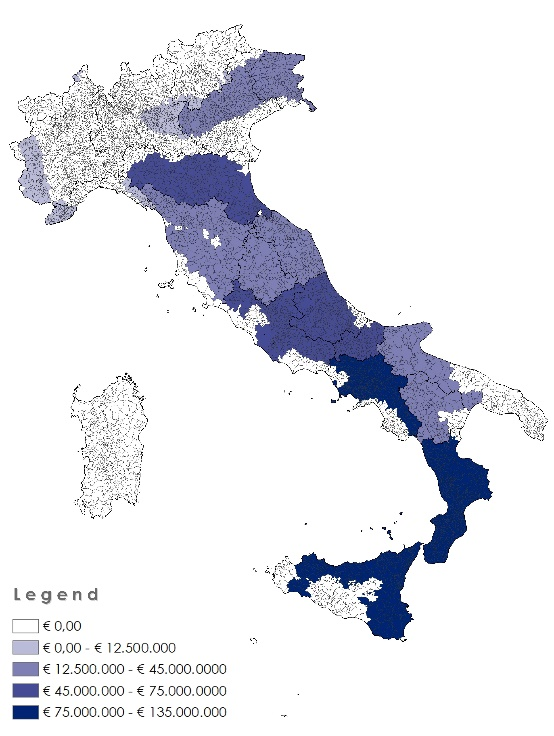 Legend
€ 0,00
€ 0,00 - € 12.500.000
€ 12.500.000 - € 45.000.0000
€ 45.000.000 - € 75.000.0000
€ 75.000.000 - € 135.000.000